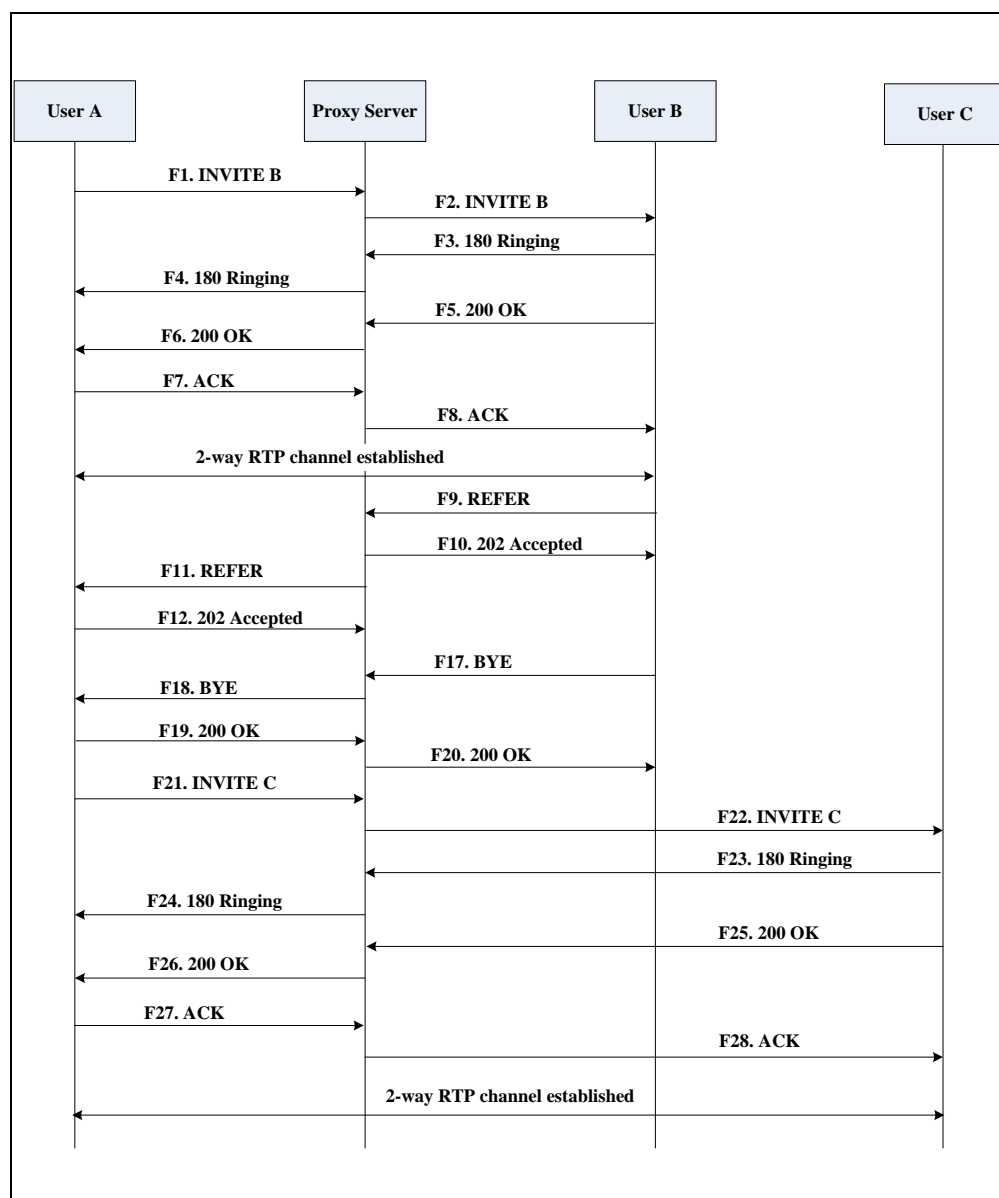 User A
Proxy Server
User B
User C
F1. INVITE B
F2. INVITE B
F3. 180 Ringing
F4. 180 Ringing
F5. 200 OK
F6. 200 OK
F7. ACK
F8. ACK
2-way RTP channel established
F9. REFER
F10. 202 Accepted
F11. REFER
F12. 202 Accepted
F17. BYE
F18. BYE
F19. 200 OK
F20. 200 OK
F21. INVITE C
F22. INVITE C
F23. 180 Ringing
F24. 180 Ringing
F25. 200 OK
F26. 200 OK
F27. ACK
F28. ACK
2-way RTP channel established